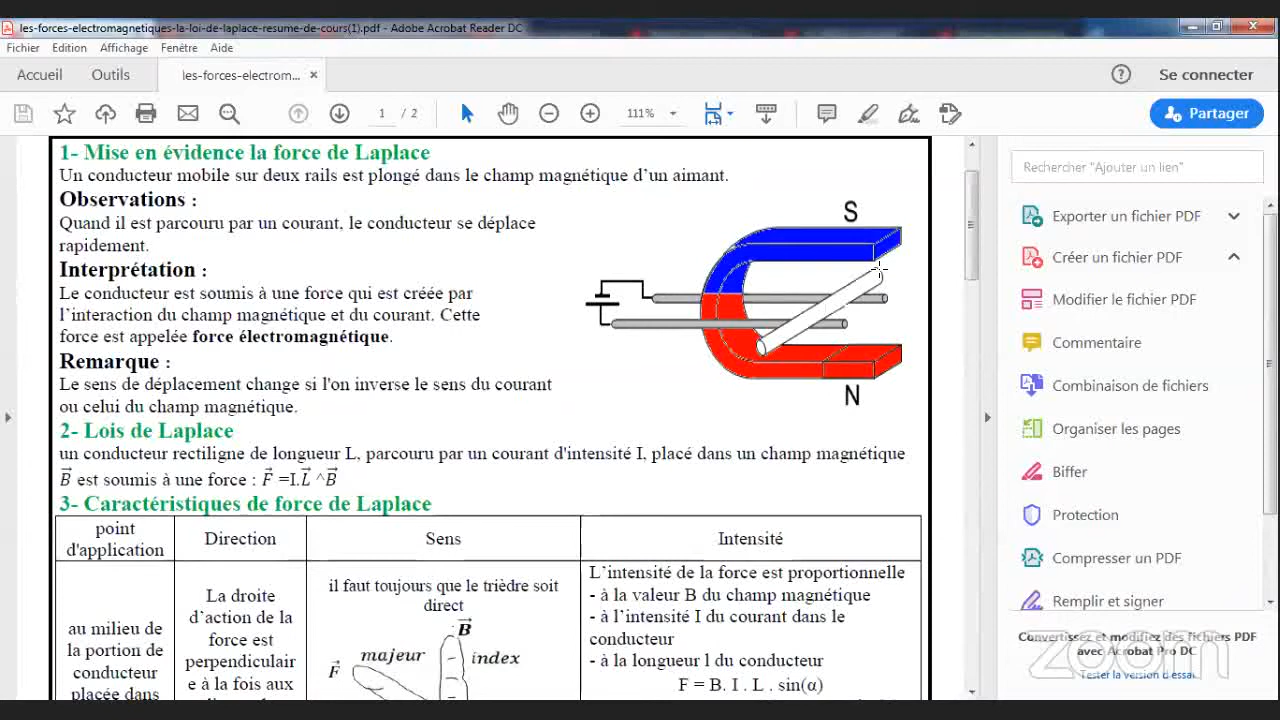 les-forces-electromagnetiques-la-loi-de-laplace-resume-de-cours(1).pdf - Adobe Acrobat Reader DC
Fichier Edition Affichage Fenêtre Aide
Accueil Outils les-forces-electrom... × Se connecter
1 / 2 111% Partager
1- Mise en évidence la force de Laplace
Un conducteur mobile sur deux rails est plongé dans le champ magnétique d’un aimant.
Observations :
Quand il est parcouru par un courant, le conducteur se déplace
rapidement.
Interprétation :
Le conducteur est soumis à une force qui est créée par
l’interaction du champ magnétique et du courant. Cette
force est appelée force électromagnétique.
Remarque :
Le sens de déplacement change si l'on inverse le sens du courant
ou celui du champ magnétique.
S
N
2- Lois de Laplace
un conducteur rectiligne de longueur L, parcouru par un courant d'intensité I, placé dans un champ magnétique
B⃗ est soumis à une force : F⃗ =I.L⃗ ^B⃗
3- Caractéristiques de force de Laplace
point
d'application
Direction
Sens
Intensité
au milieu de
la portion de
conducteur
placée dans
La droite
d’action de la
force est
perpendiculair
e à la fois aux
il faut toujours que le trièdre soit
direct
B⃗
majeur
index
F⃗
L’intensité de la force est proportionnelle
- à la valeur B du champ magnétique
- à l’intensité I du courant dans le
conducteur
- à la longueur l du conducteur
F = B. I . L . sin(α)
Rechercher "Ajouter un lien"
Exporter un fichier PDF
Créer un fichier PDF
Modifier le fichier PDF
Commentaire
Combinaison de fichiers
Organiser les pages
Biffer
Protection
Compresser un PDF
Remplir et signer
Convertissez et modifiez des fichiers PDF
avec Acrobat Pro DC
Tester la version d'essai
zoom